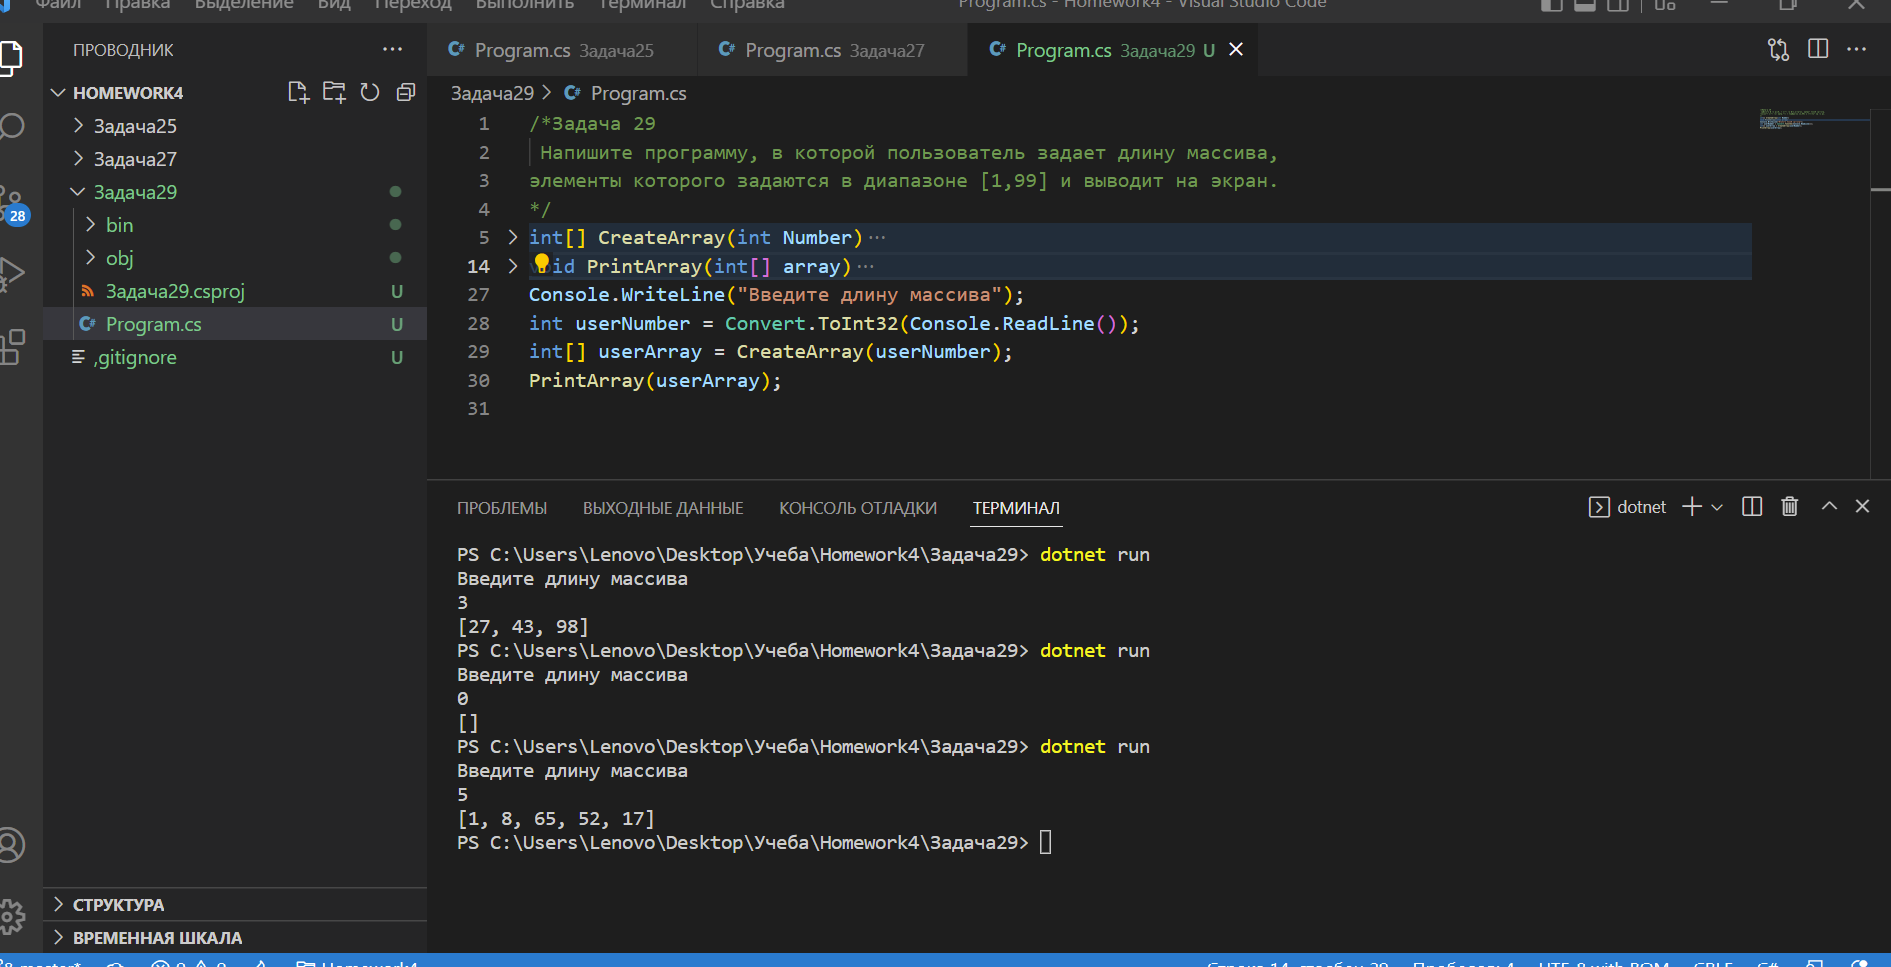 Файл Правка Выделение Вид Переход Выполнить Терминал Справка Program.cs - Homework4 - Visual Studio Code
ПРОВОДНИК ···
HOMEWORK4
Задача25
Задача27
Задача29
bin
obj
Задача29.csproj U
Program.cs U
,gitignore U
28
СТРУКТУРА
ВРЕМЕННАЯ ШКАЛА
Program.cs Задача25 Program.cs Задача27 Program.cs Задача29 U
Задача29 > Program.cs
1 /*Задача 29
2 Напишите программу, в которой пользователь задает длину массива,
3 элементы которого задаются в диапазоне [1,99] и выводит на экран.
4 */
5 int[] CreateArray(int Number)···
14 void PrintArray(int[] array)···
27 Console.WriteLine("Введите длину массива");
28 int userNumber = Convert.ToInt32(Console.ReadLine());
29 int[] userArray = CreateArray(userNumber);
30 PrintArray(userArray);
31
ПРОБЛЕМЫ ВЫХОДНЫЕ ДАННЫЕ КОНСОЛЬ ОТЛАДКИ ТЕРМИНАЛ dotnet
PS C:\Users\Lenovo\Desktop\Учеба\Homework4\Задача29> dotnet run
Введите длину массива
3
[27, 43, 98]
PS C:\Users\Lenovo\Desktop\Учеба\Homework4\Задача29> dotnet run
Введите длину массива
0
[]
PS C:\Users\Lenovo\Desktop\Учеба\Homework4\Задача29> dotnet run
Введите длину массива
5
[1, 8, 65, 52, 17]
PS C:\Users\Lenovo\Desktop\Учеба\Homework4\Задача29>
master* 0 0 Homework4 Строка 14, столбец 29 Пробелов: 4 UTF-8 with BOM CRLF C#